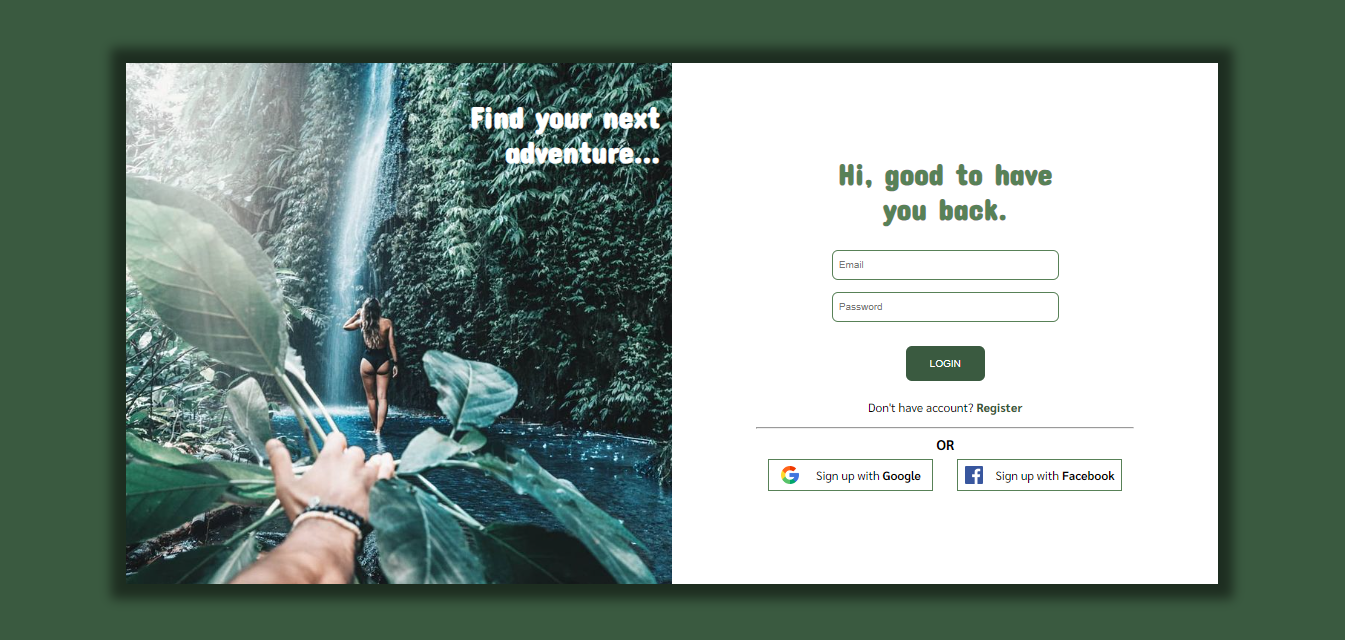 Find your next
adventure...
Hi, good to have
you back.
Email
Password
LOGIN
Don't have account? Register
OR
Sign up with Google
Sign up with Facebook